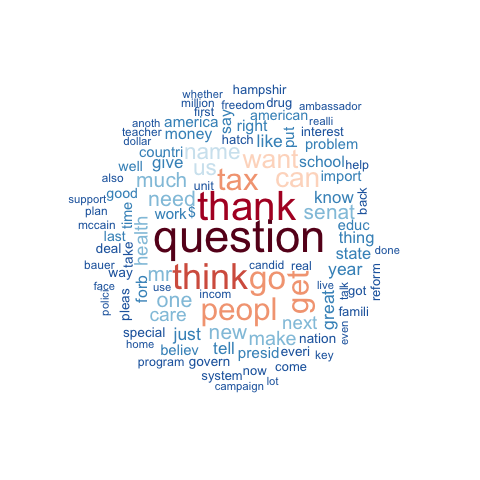 hampshir
whether
million freedom drug ambassador
first american
anoth america say realli
teacher money right put interest
dollar hatch like problem
countri name
well give us want school help
also much tax can import
unit
good need know back
support work $ thank senat
plan time
mccain health educ
last question thing
deal take state done
bauer mr think go candid real
way use year
face forb incom get live talk got reform
police pleas one peopl great famili
care next even
special just new make nation
home believ tell presid everi key
program govern now come
system lot
campaign